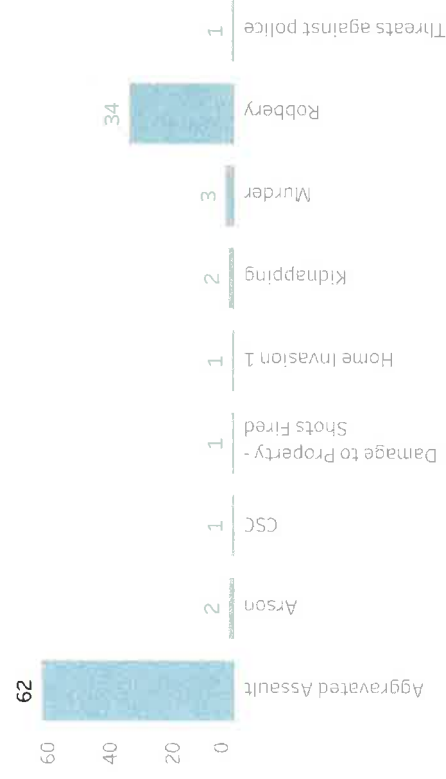 62
2
1
1
1
2
3
34
1
60
40
20
0
Aggravated Assault
Arson
CSC
Damage to Property -
Shots Fired
Home Invasion 1
Kidnapping
Murder
Robbery
Threats against police